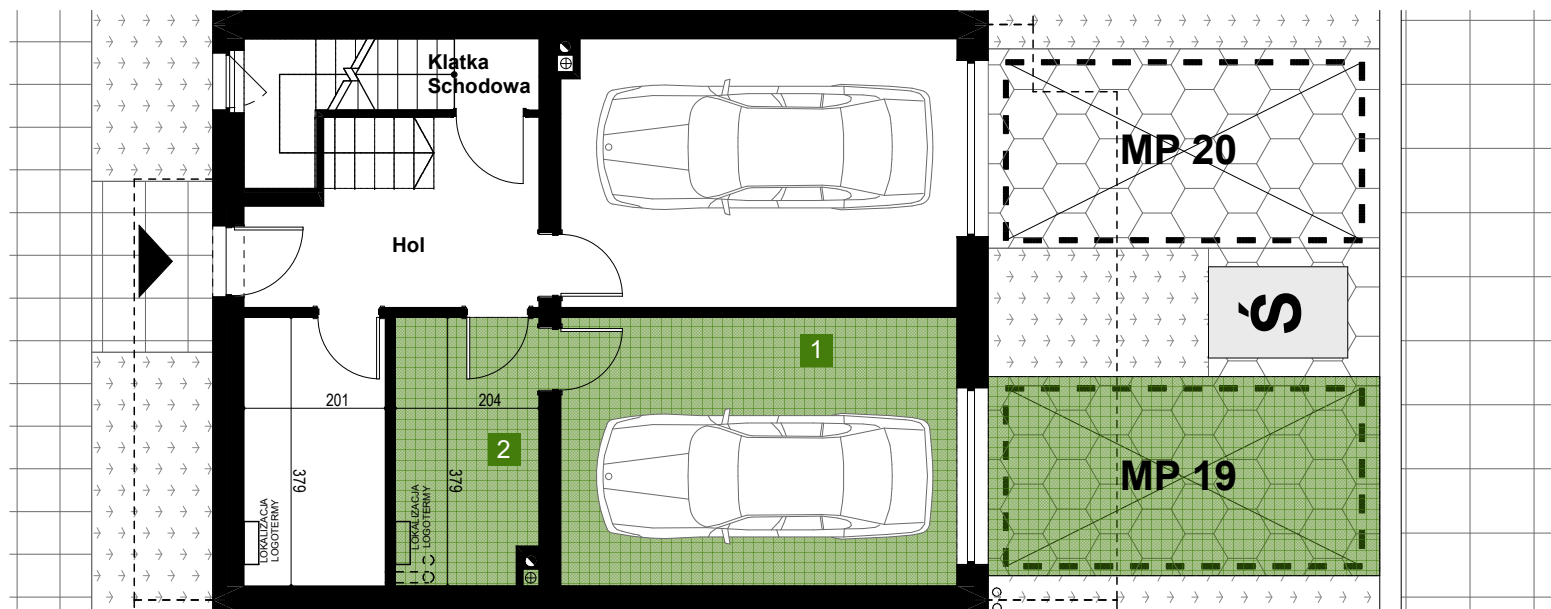 Klatka
Schodowa
MP 20
Hol
Ś
1
201
204
2
379
379
MP 19
LOKALIZACJA
LOGOTERMY
LOKALIZACJA
LOGOTERMY